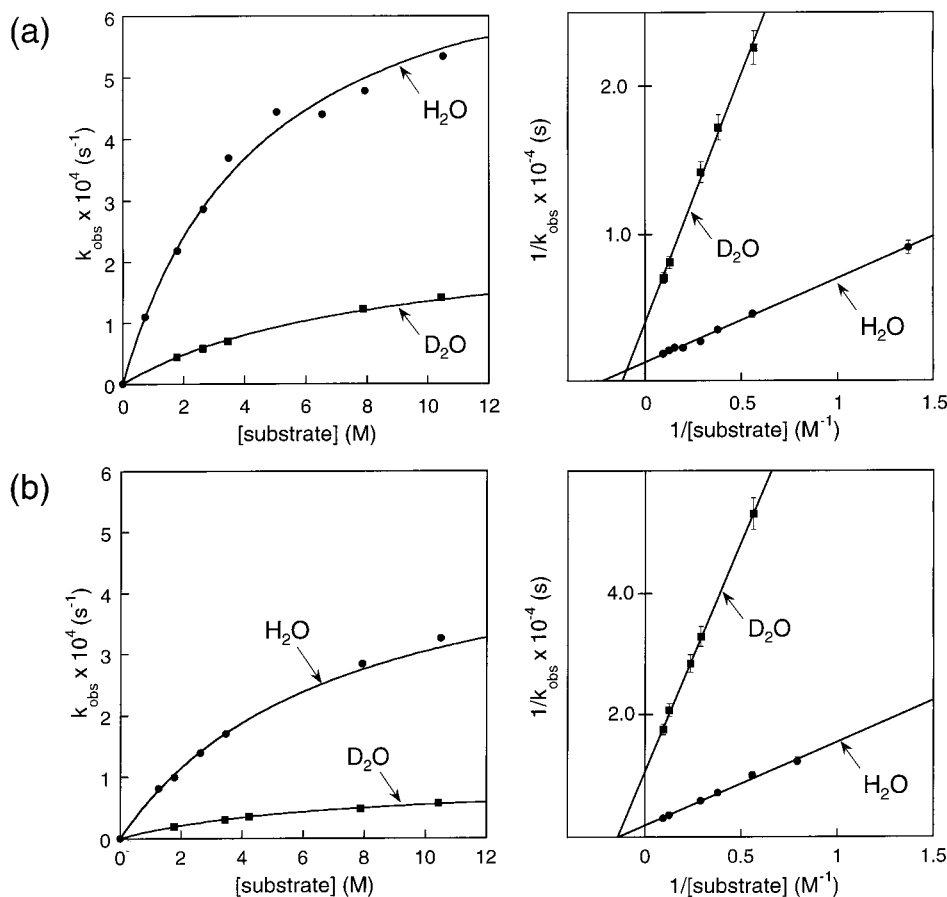 (a)
6
5
4
3
2
1
0
k_obs x 10^4 (s^-1)
H₂O
D₂O
0 2 4 6 8 10 12
[substrate] (M)
2.0
1.0
1/k_obs x 10^-4 (s)
D₂O
H₂O
0 0.5 1 1.5
1/[substrate] (M^-1)
(b)
6
5
4
3
2
1
0
k_obs x 10^4 (s^-1)
H₂O
D₂O
0 2 4 6 8 10 12
[substrate] (M)
4.0
2.0
1/k_obs x 10^-4 (s)
D₂O
H₂O
0 0.5 1 1.5
1/[substrate] (M^-1)